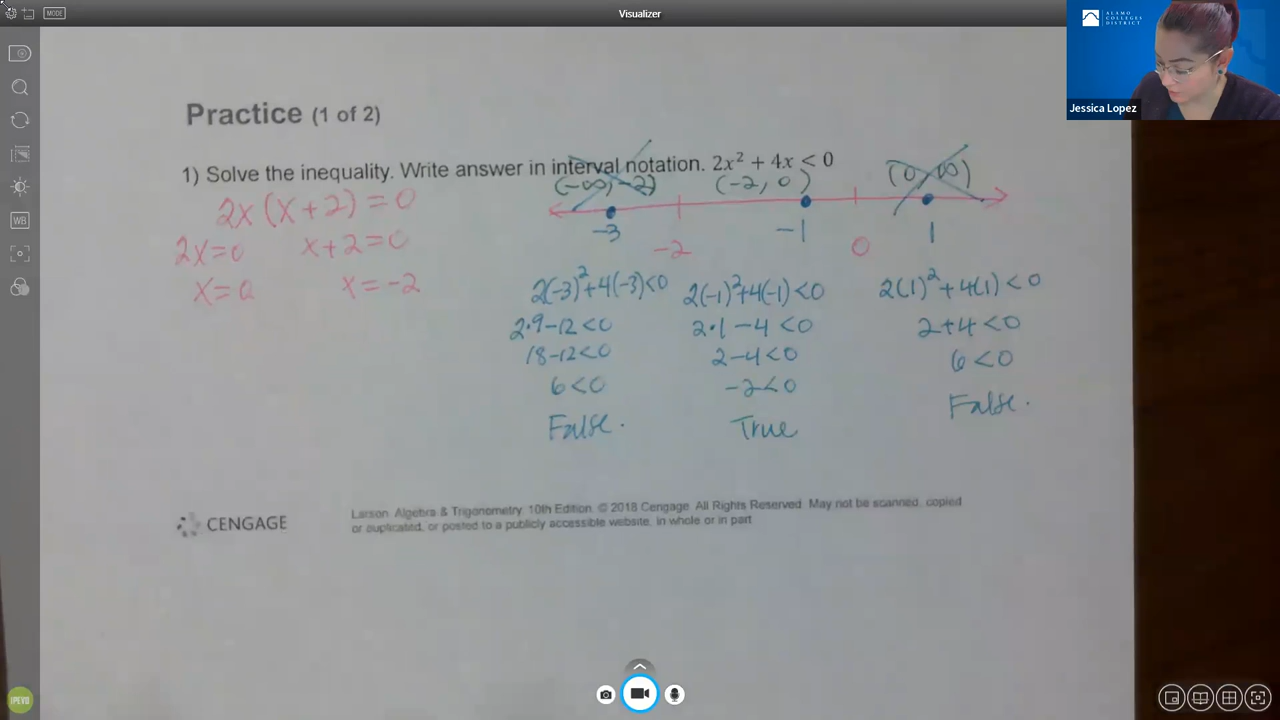 MODE
Visualizer
ALAMO
COLLEGES
DISTRICT
Jessica Lopez
WB
Practice (1 of 2)
1) Solve the inequality. Write answer in interval notation. 2x² + 4x < 0
(-∞, -2) (-2, 0) (0, ∞)
2x(x+2) = 0
-3 -2 -1 0 1
2x=0 x+2=0
x=0 x=-2
2(-3)²+4(-3)<0 2(-1)²+4(-1)<0 2(1)²+4(1)<0
2·9-12<0 2·1-4<0 2+4<0
18-12<0 2-4<0 6<0
6<0 -2<0
False. True False.
CENGAGE
Larson, Algebra & Trigonometry, 10th Edition. © 2018 Cengage. All Rights Reserved. May not be scanned, copied
or duplicated, or posted to a publicly accessible website, in whole or in part
IPEVO